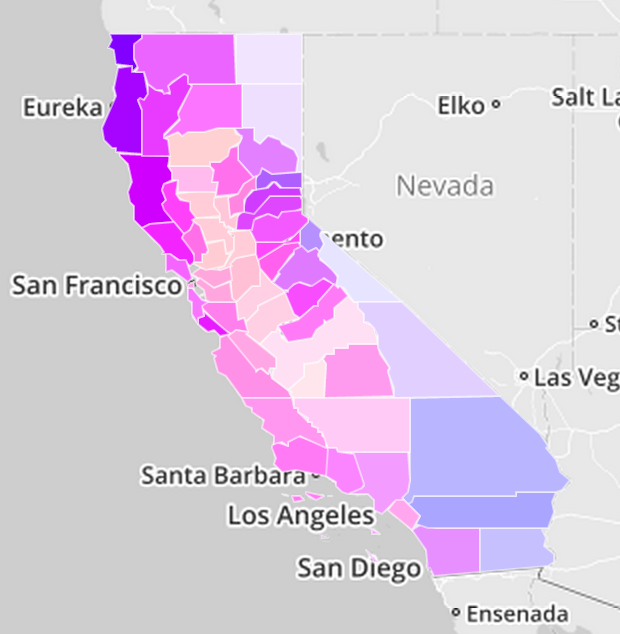 Eureka
Elko
Salt La
Nevada
ento
San Francisco
St
Las Veg
Santa Barbara
Los Angeles
San Diego
Ensenada